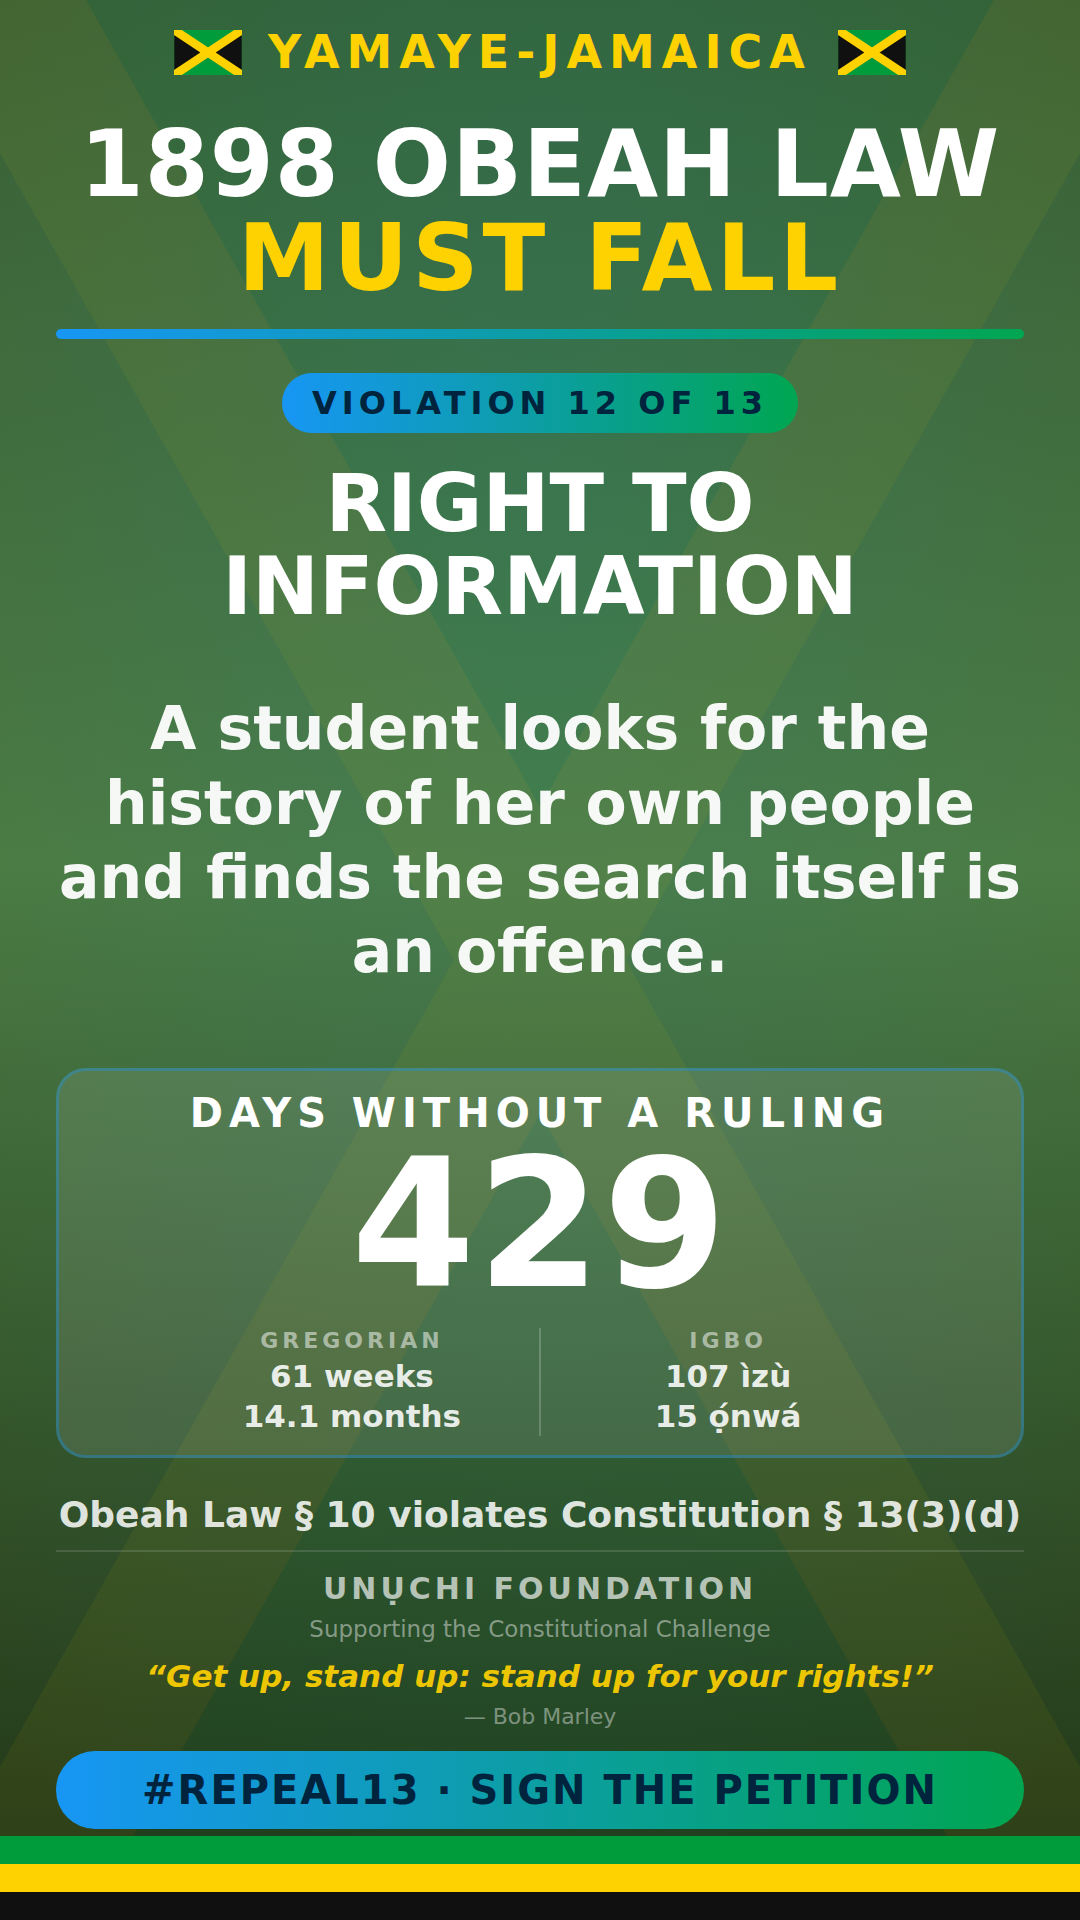 YAMAYE-JAMAICA
1898 OBEAH LAW
MUST FALL
VIOLATION 12 OF 13
RIGHT TO
INFORMATION
A student looks for the
history of her own people
and finds the search itself is
an offence.
DAYS WITHOUT A RULING
429
GREGORIAN
61 weeks
14.1 months
IGBO
107 ìzù
15 ọ́nwá
Obeah Law § 10 violates Constitution § 13(3)(d)
UNỤCHI FOUNDATION
Supporting the Constitutional Challenge
“Get up, stand up: stand up for your rights!”
— Bob Marley
#REPEAL13 · SIGN THE PETITION